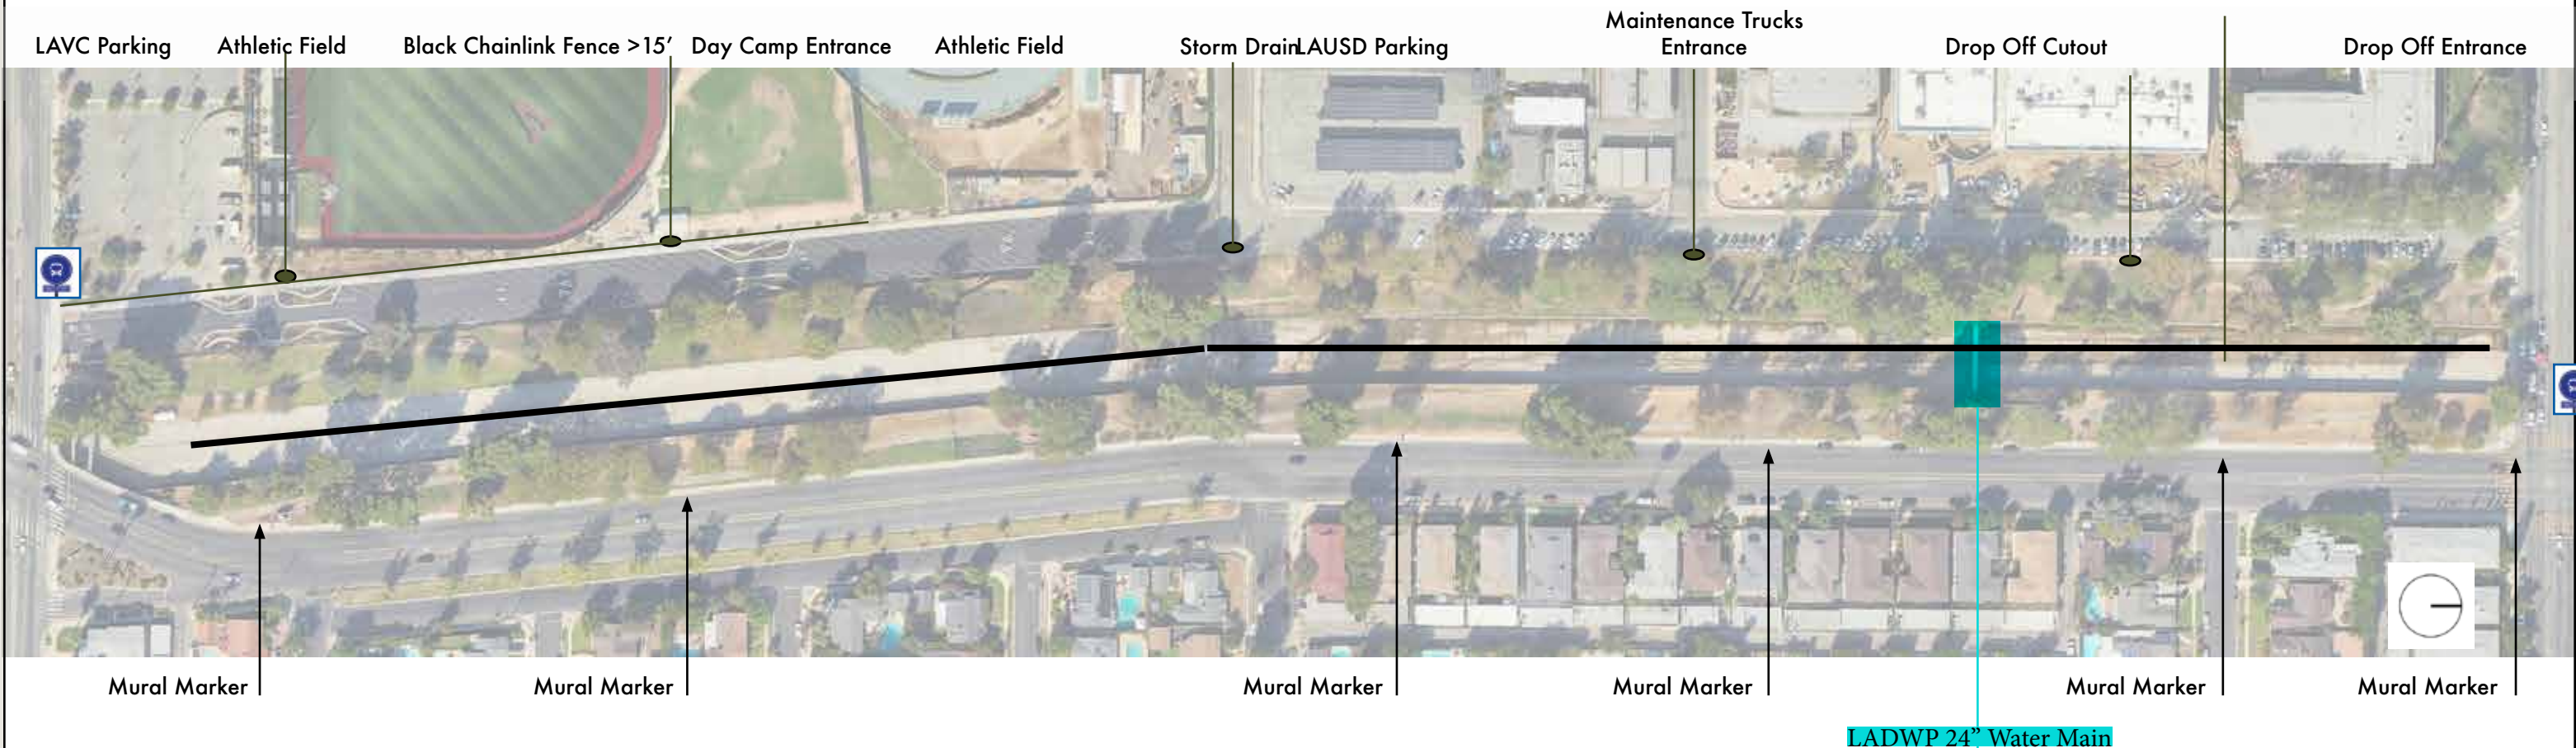 LAVC Parking
Athletic Field
Black Chainlink Fence >15’
Day Camp Entrance
Athletic Field
Storm Drain
LAUSD Parking
Maintenance Trucks
Entrance
Drop Off Cutout
Drop Off Entrance
Mural Marker
Mural Marker
Mural Marker
Mural Marker
Mural Marker
Mural Marker
LADWP 24” Water Main